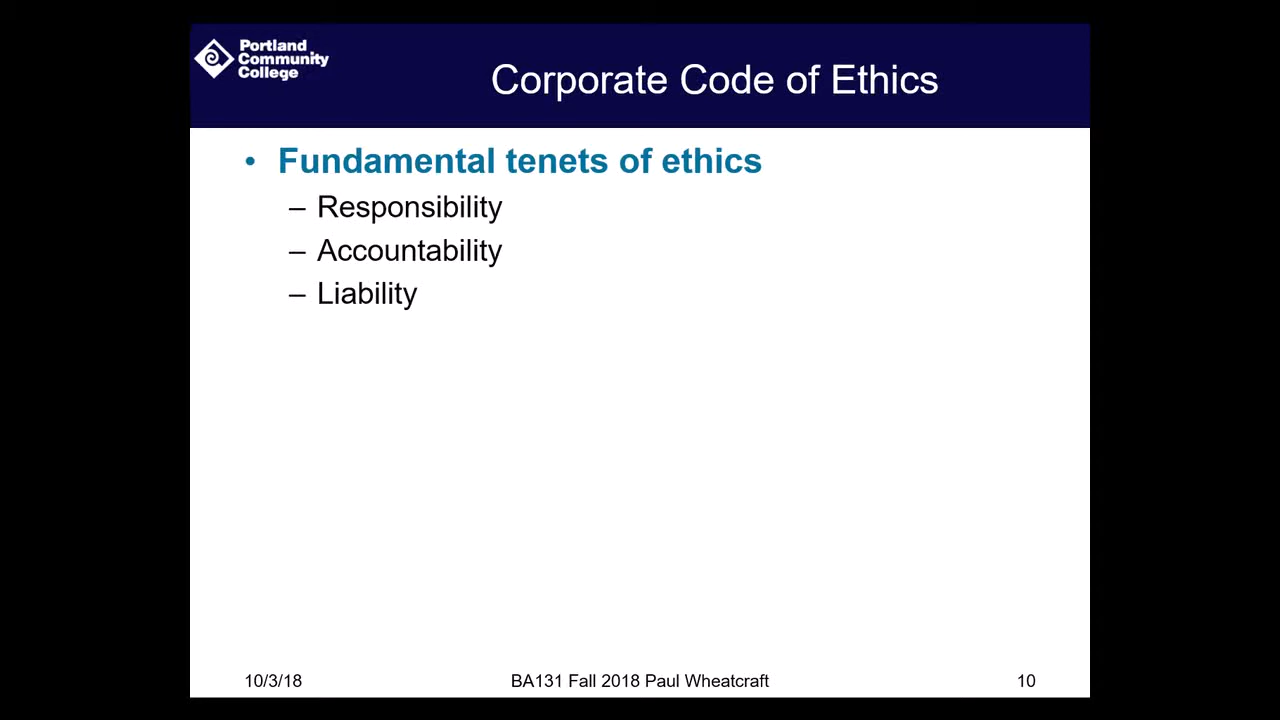 Portland
Community
College
Corporate Code of Ethics
• Fundamental tenets of ethics
– Responsibility
– Accountability
– Liability
10/3/18 BA131 Fall 2018 Paul Wheatcraft 10